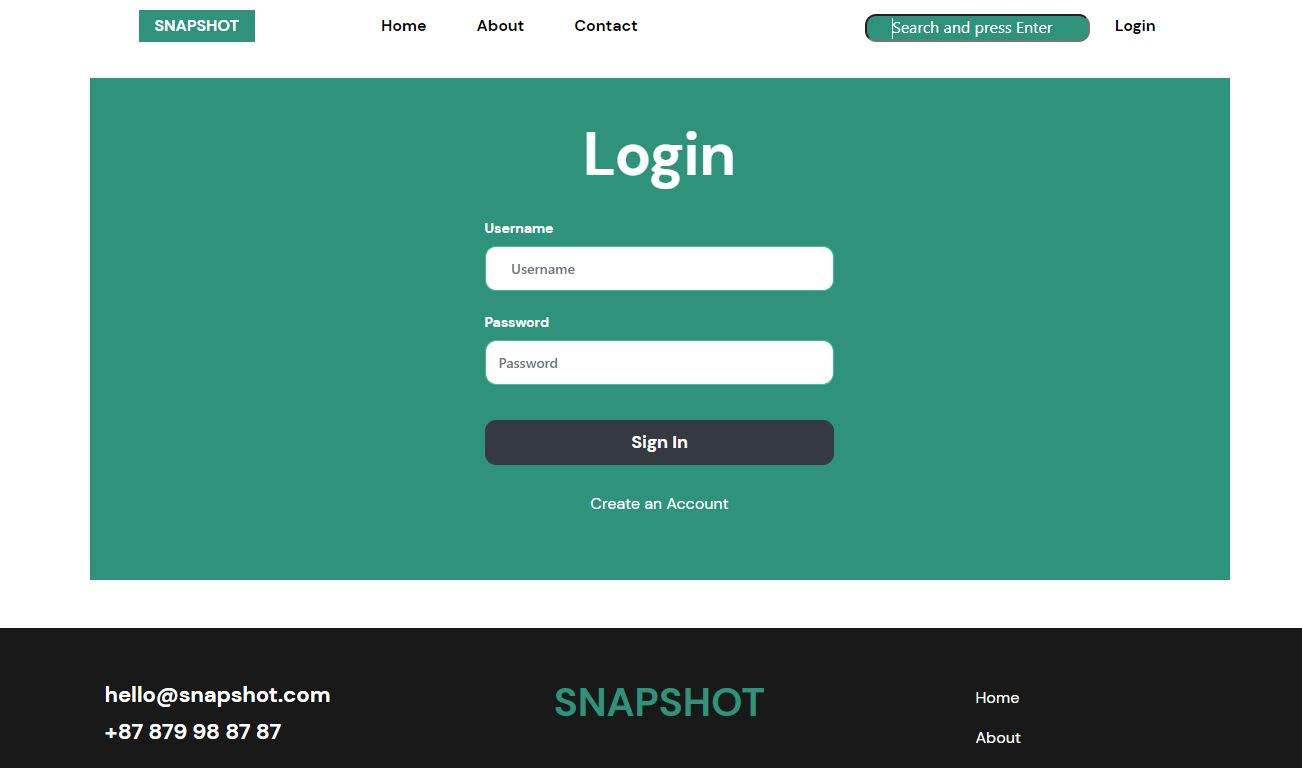 SNAPSHOT
Home About Contact
Search and press Enter
Login
Login
Username
Username
Password
Password
Sign In
Create an Account
hello@snapshot.com
+87 879 98 87 87
SNAPSHOT
Home
About